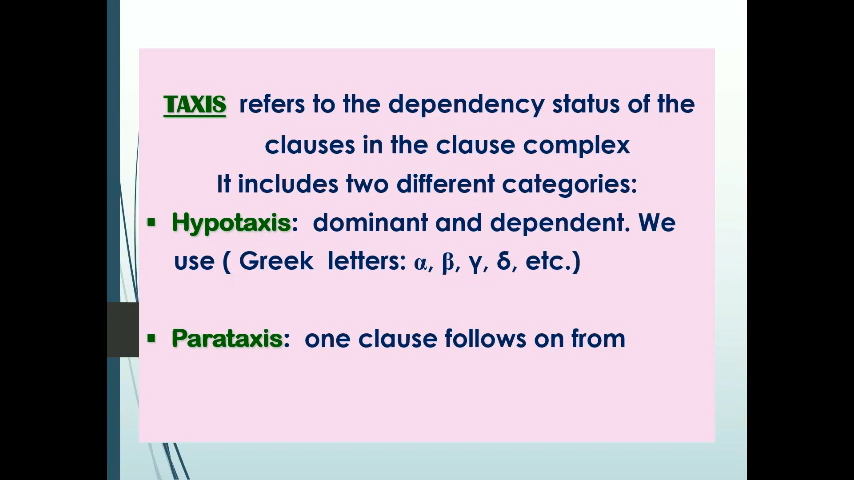 TAXIS refers to the dependency status of the
clauses in the clause complex
It includes two different categories:
▪ Hypotaxis: dominant and dependent. We
use ( Greek letters: α, β, γ, δ, etc.)
▪ Parataxis: one clause follows on from